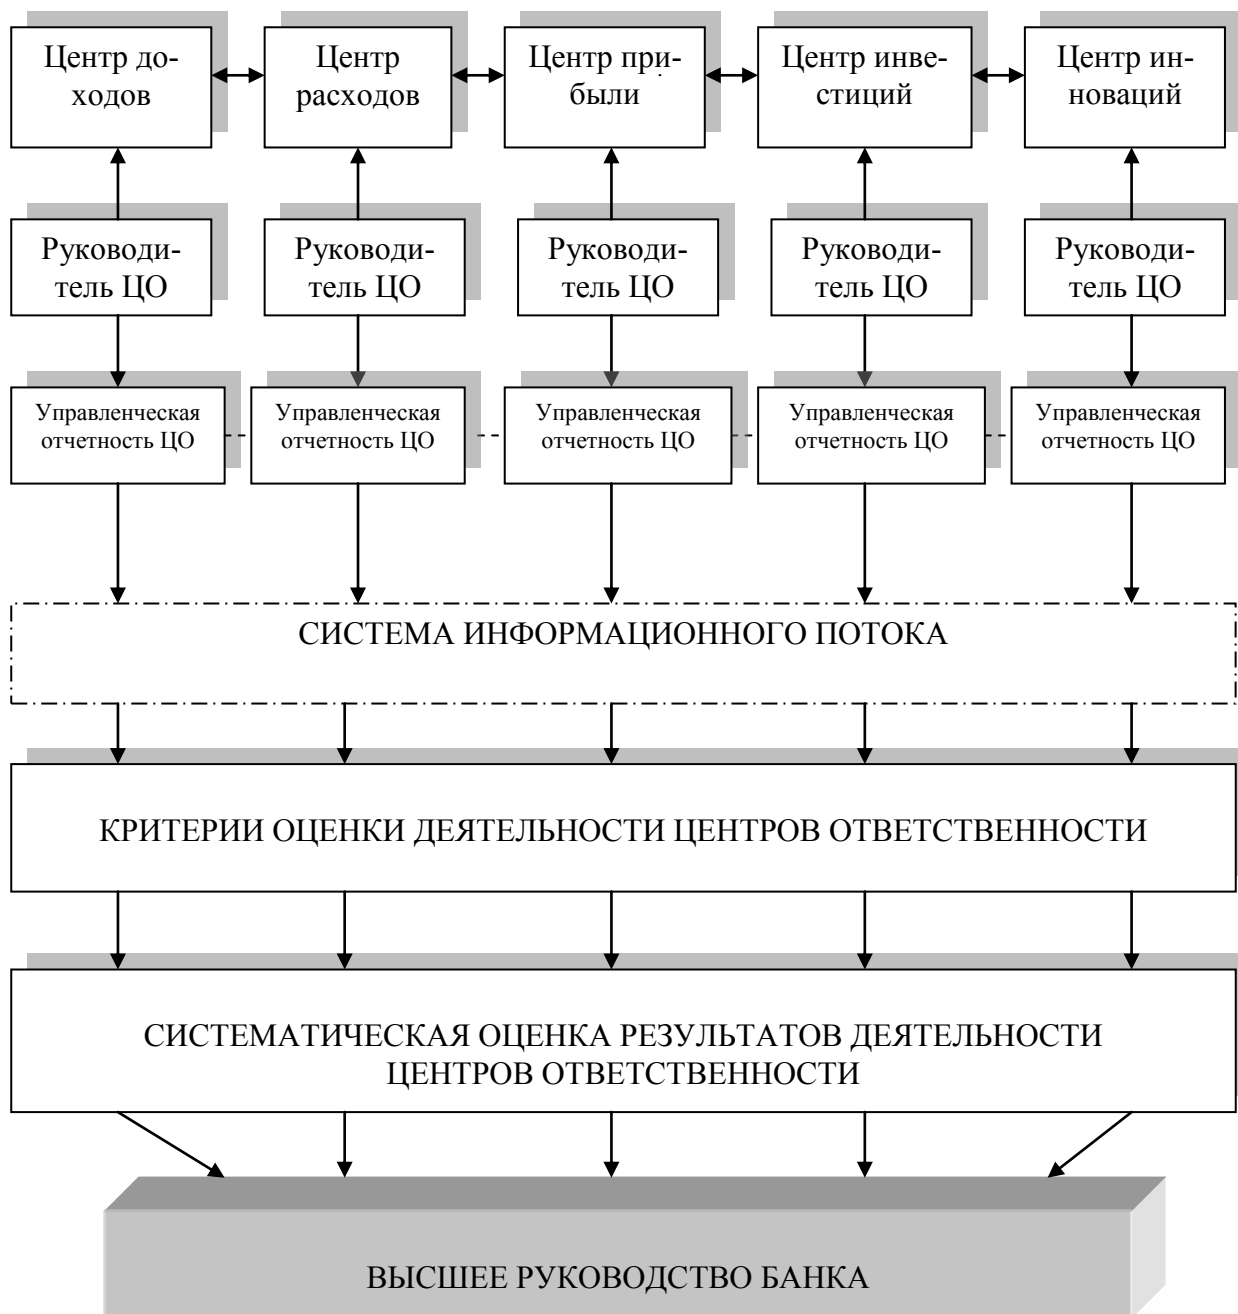 Центр до-
ходов
Центр
расходов
Центр при-
были
Центр инве-
стиций
Центр ин-
новаций
Руководи-
тель ЦО
Руководи-
тель ЦО
Руководи-
тель ЦО
Руководи-
тель ЦО
Руководи-
тель ЦО
Управленческая
отчетность ЦО
Управленческая
отчетность ЦО
Управленческая
отчетность ЦО
Управленческая
отчетность ЦО
Управленческая
отчетность ЦО
СИСТЕМА ИНФОРМАЦИОННОГО ПОТОКА
КРИТЕРИИ ОЦЕНКИ ДЕЯТЕЛЬНОСТИ ЦЕНТРОВ ОТВЕТСТВЕННОСТИ
СИСТЕМАТИЧЕСКАЯ ОЦЕНКА РЕЗУЛЬТАТОВ ДЕЯТЕЛЬНОСТИ
ЦЕНТРОВ ОТВЕТСТВЕННОСТИ
ВЫСШЕЕ РУКОВОДСТВО БАНКА